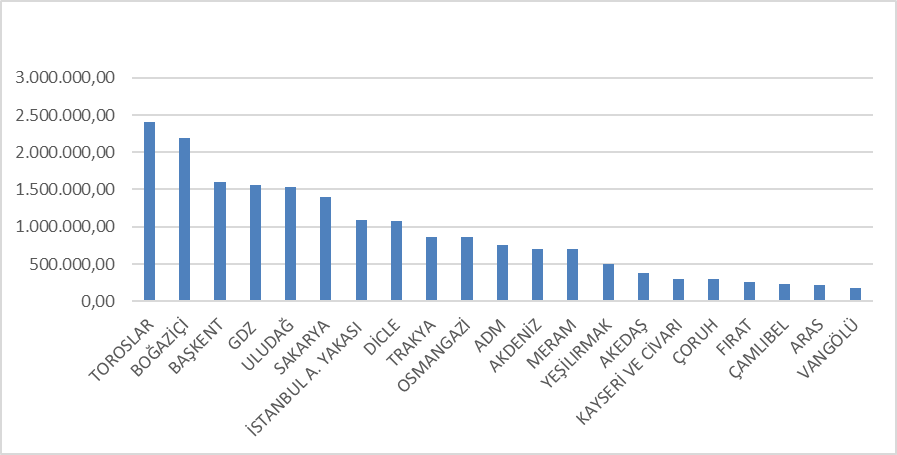 3.000.000,00
2.500.000,00
2.000.000,00
1.500.000,00
1.000.000,00
500.000,00
0,00
TOROSLAR
BOĞAZİÇİ
BAŞKENT
GDZ
ULUDAĞ
SAKARYA
İSTANBUL A. YAKASI
DİCLE
TRAKYA
OSMANGAZİ
ADM
AKDENİZ
MERAM
YEŞİLIRMAK
AKEDAŞ
KAYSERİ VE CİVARI
ÇORUH
FIRAT
ÇAMLIBEL
ARAS
VANGÖLÜ